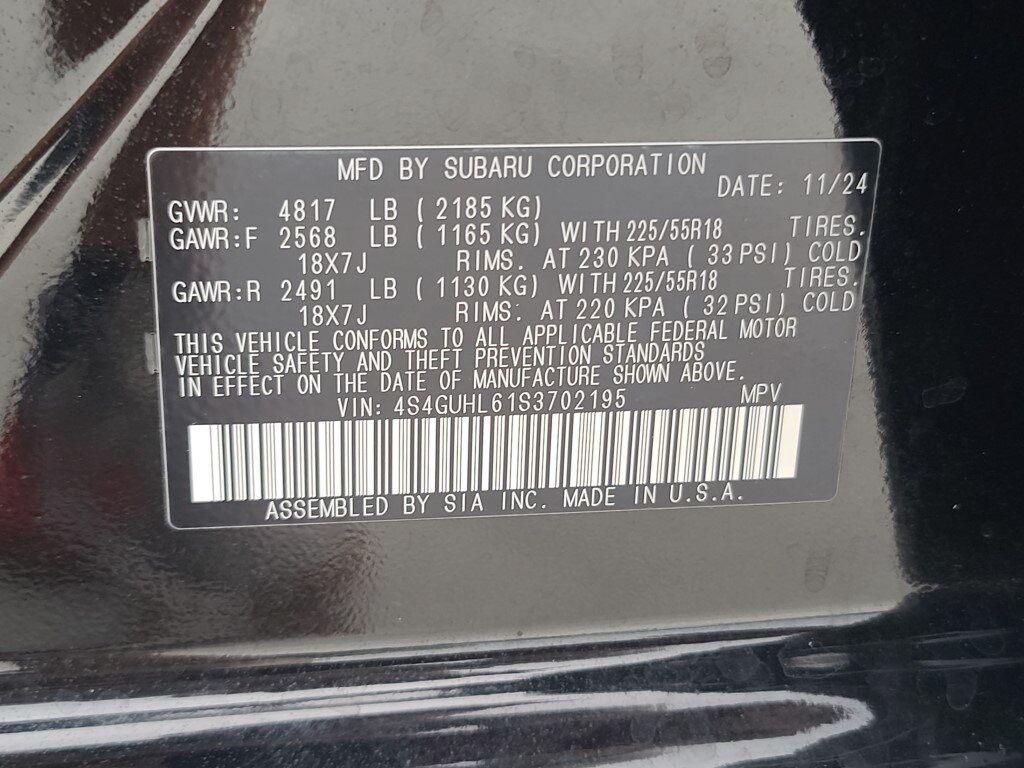 MFD BY SUBARU CORPORATION
DATE: 11/24
GVWR: 4817 LB ( 2185 KG)
GAWR:F 2568 LB ( 1165 KG) WITH 225/55R18 TIRES.
18X7J RIMS. AT 230 KPA ( 33 PSI) COLD
GAWR:R 2491 LB ( 1130 KG) WITH 225/55R18 TIRES.
18X7J RIMS: AT 220 KPA ( 32 PSI) COLD
THIS VEHICLE CONFORMS TO ALL APPLICABLE FEDERAL MOTOR
VEHICLE SAFETY AND THEFT PREVENTION STANDARDS
IN EFFECT ON THE DATE OF MANUFACTURE SHOWN ABOVE.
VIN: 4S4GUHL61S3702195 MPV
ASSEMBLED BY SIA INC. MADE IN U.S.A.